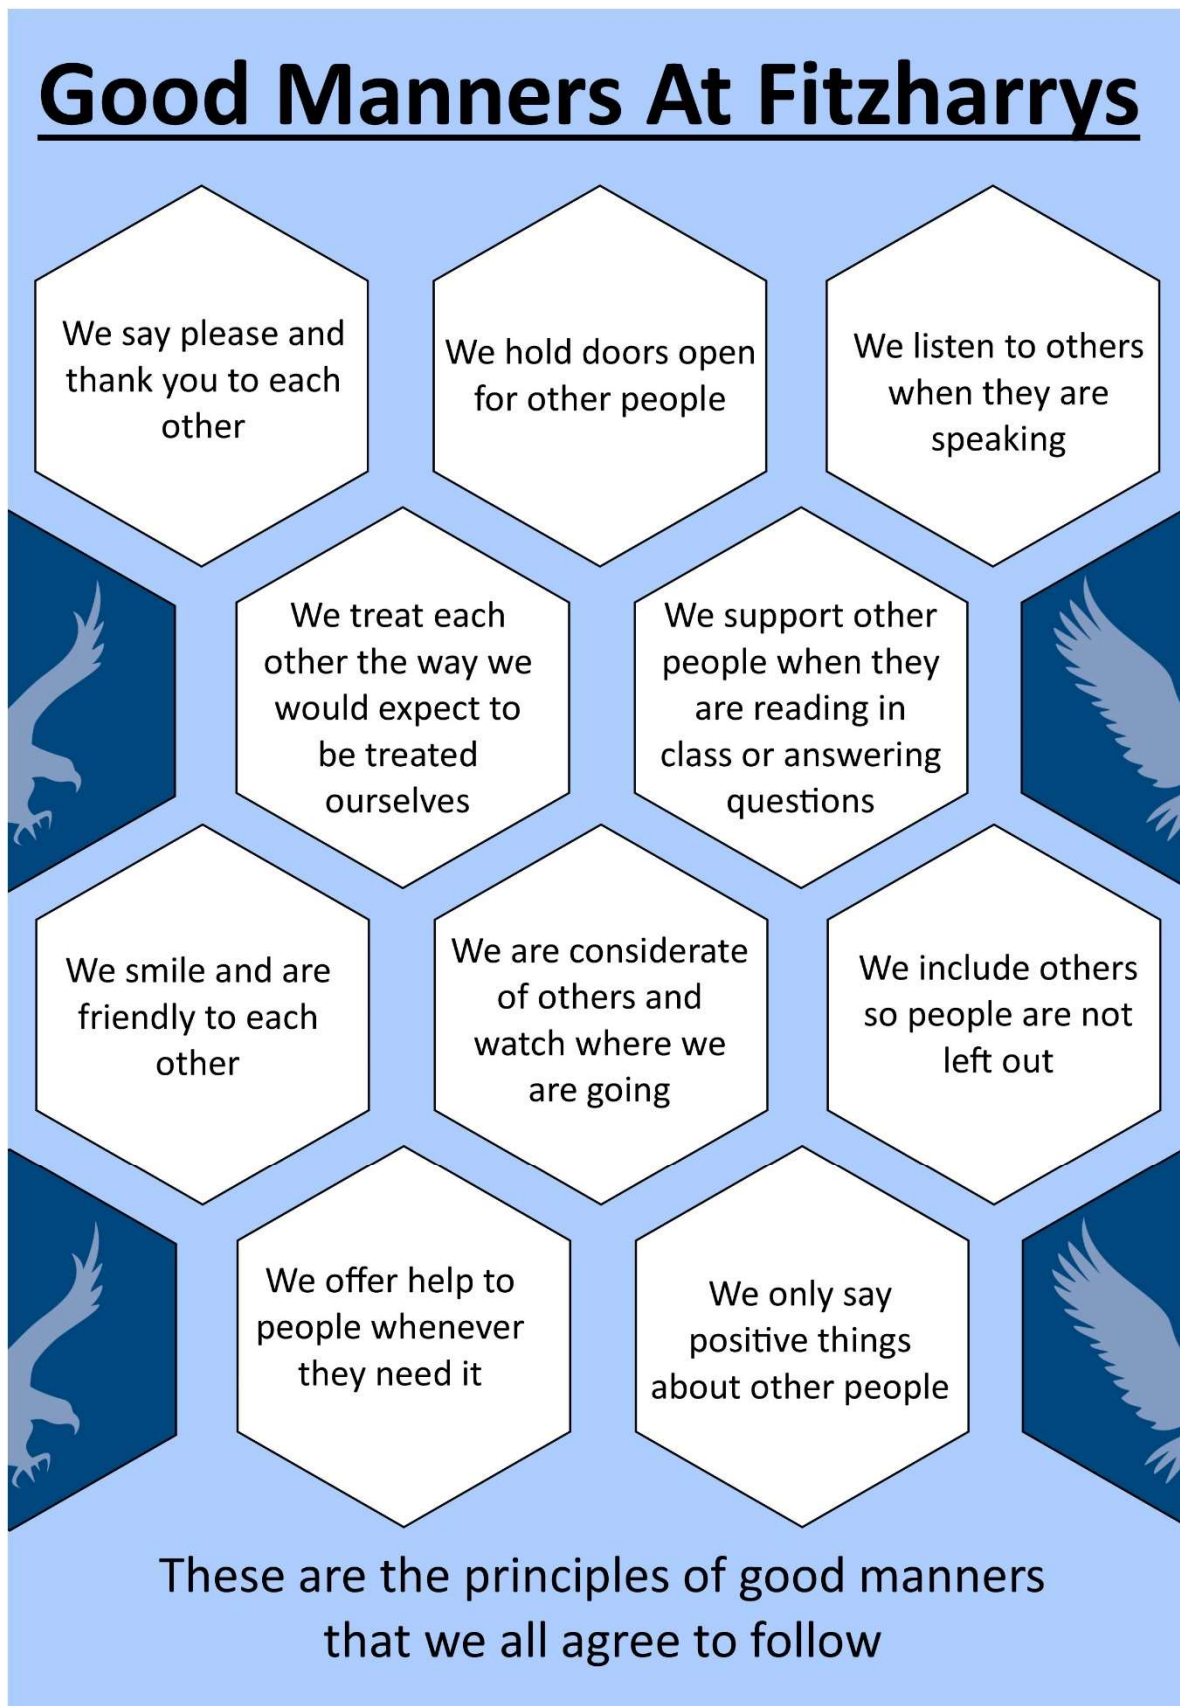 Good Manners At Fitzharrys
We say please and
thank you to each
other
We hold doors open
for other people
We listen to others
when they are
speaking
We treat each
other the way we
would expect to
be treated
ourselves
We support other
people when they
are reading in
class or answering
questions
We smile and are
friendly to each
other
We are considerate
of others and
watch where we
are going
We include others
so people are not
left out
We offer help to
people whenever
they need it
We only say
positive things
about other people
These are the principles of good manners
that we all agree to follow